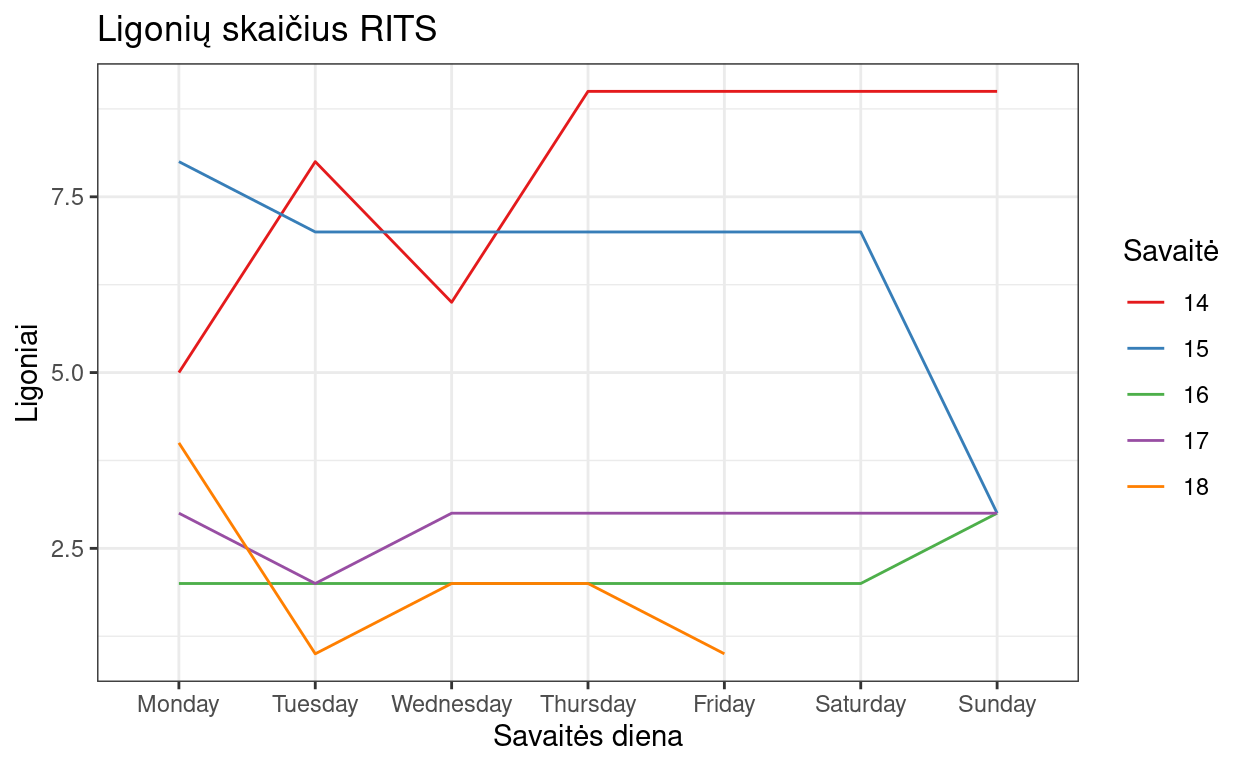 Ligonių skaičius RITS
7.5
5.0
2.5
Ligoniai
Monday Tuesday Wednesday Thursday Friday Saturday Sunday
Savaitės diena
Savaitė
14
15
16
17
18